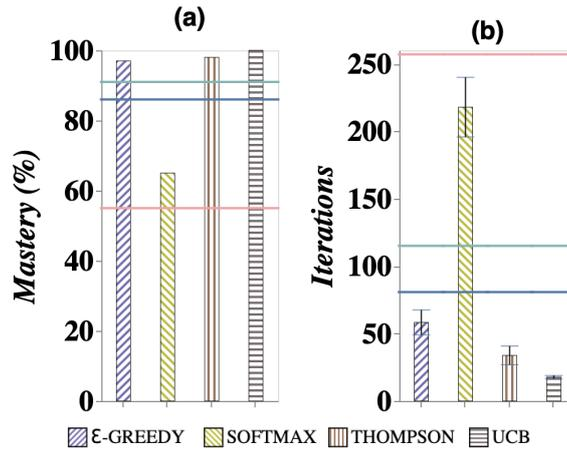 (a)
Mastery (%)
100
80
60
40
20
0
(b)
Iterations
250
200
150
100
50
0
Ɛ-GREEDY SOFTMAX THOMPSON UCB